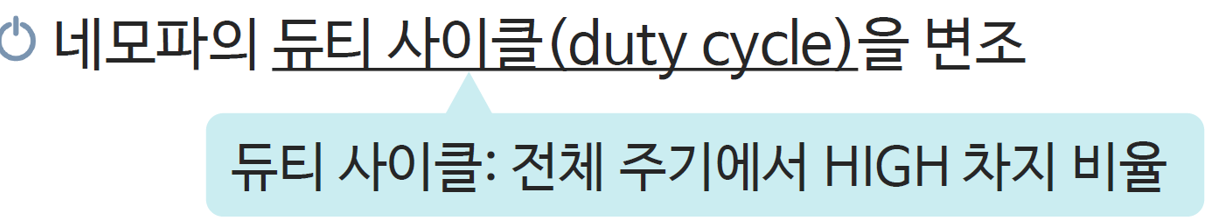 네모파의 듀티 사이클(duty cycle)을 변조
듀티 사이클: 전체 주기에서 HIGH 차지 비율